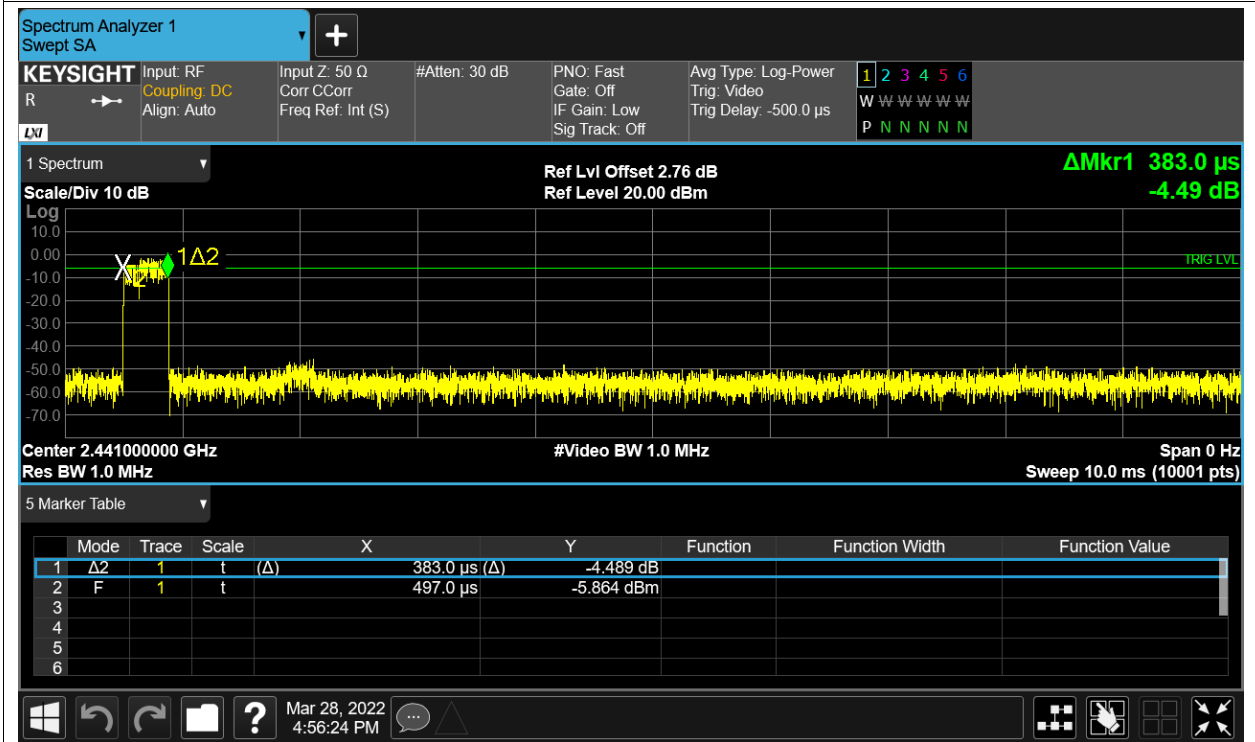 Spectrum Analyzer 1
Swept SA
+
KEYSIGHT Input: RF Input Z: 50 Ω #Atten: 30 dB PNO: Fast Avg Type: Log-Power 1 2 3 4 5 6
R Coupling: DC Corr CCorr Gate: Off Trig: Video W W W W W W
Align: Auto Freq Ref: Int (S) IF Gain: Low Trig Delay: -500.0 µs
LXI Sig Track: Off P N N N N N
1 Spectrum Ref Lvl Offset 2.76 dB ΔMkr1 383.0 µs
Scale/Div 10 dB Ref Level 20.00 dBm -4.49 dB
Log
10.0
0.00 X 1Δ2 TRIG LVL
-10.0 2
-20.0
-30.0
-40.0
-50.0
-60.0
-70.0
Center 2.441000000 GHz #Video BW 1.0 MHz Span 0 Hz
Res BW 1.0 MHz Sweep 10.0 ms (10001 pts)
5 Marker Table
Mode Trace Scale X Y Function Function Width Function Value
1 Δ2 1 t (Δ) 383.0 µs (Δ) -4.489 dB
2 F 1 t 497.0 µs -5.864 dBm
3
4
5
6
? Mar 28, 2022
4:56:24 PM